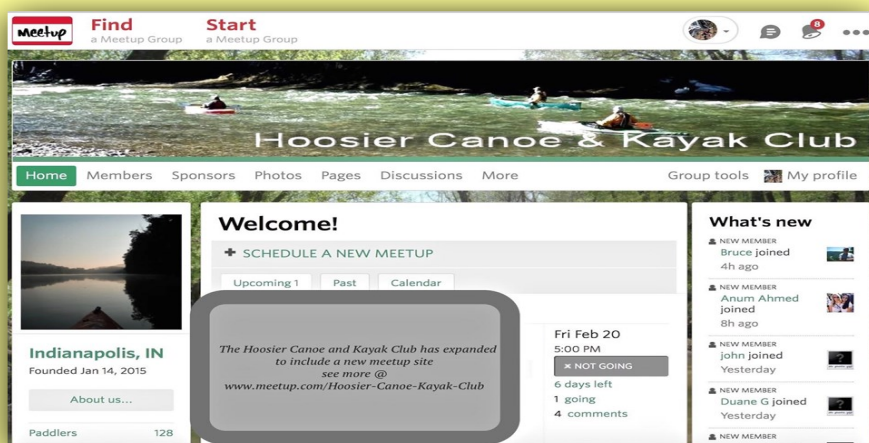 Meetup
Find
a Meetup Group
Start
a Meetup Group
8
Hoosier Canoe & Kayak Club
Home Members Sponsors Photos Pages Discussions More Group tools My profile
Indianapolis, IN
Founded Jan 14, 2015
About us...
Paddlers 128
Welcome!
+ SCHEDULE A NEW MEETUP
Upcoming 1 Past Calendar
The Hoosier Canoe and Kayak Club has expanded
to include a new meetup site
see more @
www.meetup.com/Hoosier-Canoe-Kayak-Club
Fri Feb 20
5:00 PM
× NOT GOING
6 days left
1 going
4 comments
What's new
NEW MEMBER
Bruce joined
4h ago
NEW MEMBER
Anum Ahmed
joined
8h ago
NEW MEMBER
john joined
Yesterday
NEW MEMBER
Duane G joined
Yesterday
NEW MEMBER